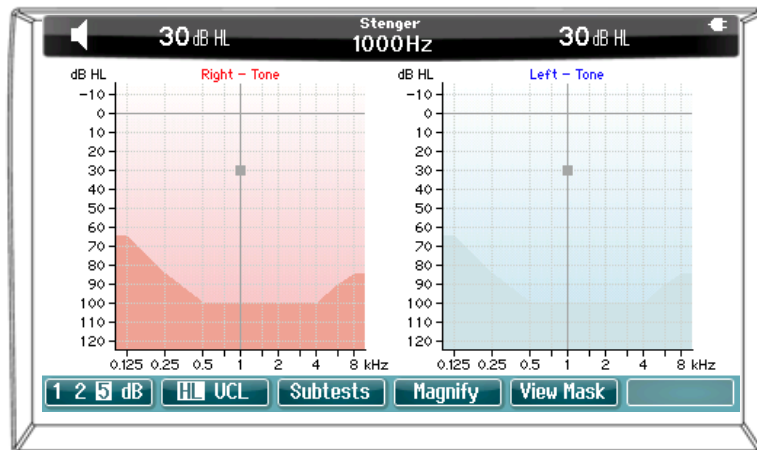 Stenger
30 dB HL 1000Hz 30 dB HL
dB HL Right - Tone dB HL Left - Tone
-10 -10
0 0
10 10
20 20
30 30
40 40
50 50
60 60
70 70
80 80
90 90
100 100
110 110
120 120
0.125 0.25 0.5 1 2 4 8 kHz 0.125 0.25 0.5 1 2 4 8 kHz
1 2 5 dB HL UCL Subtests Magnify View Mask